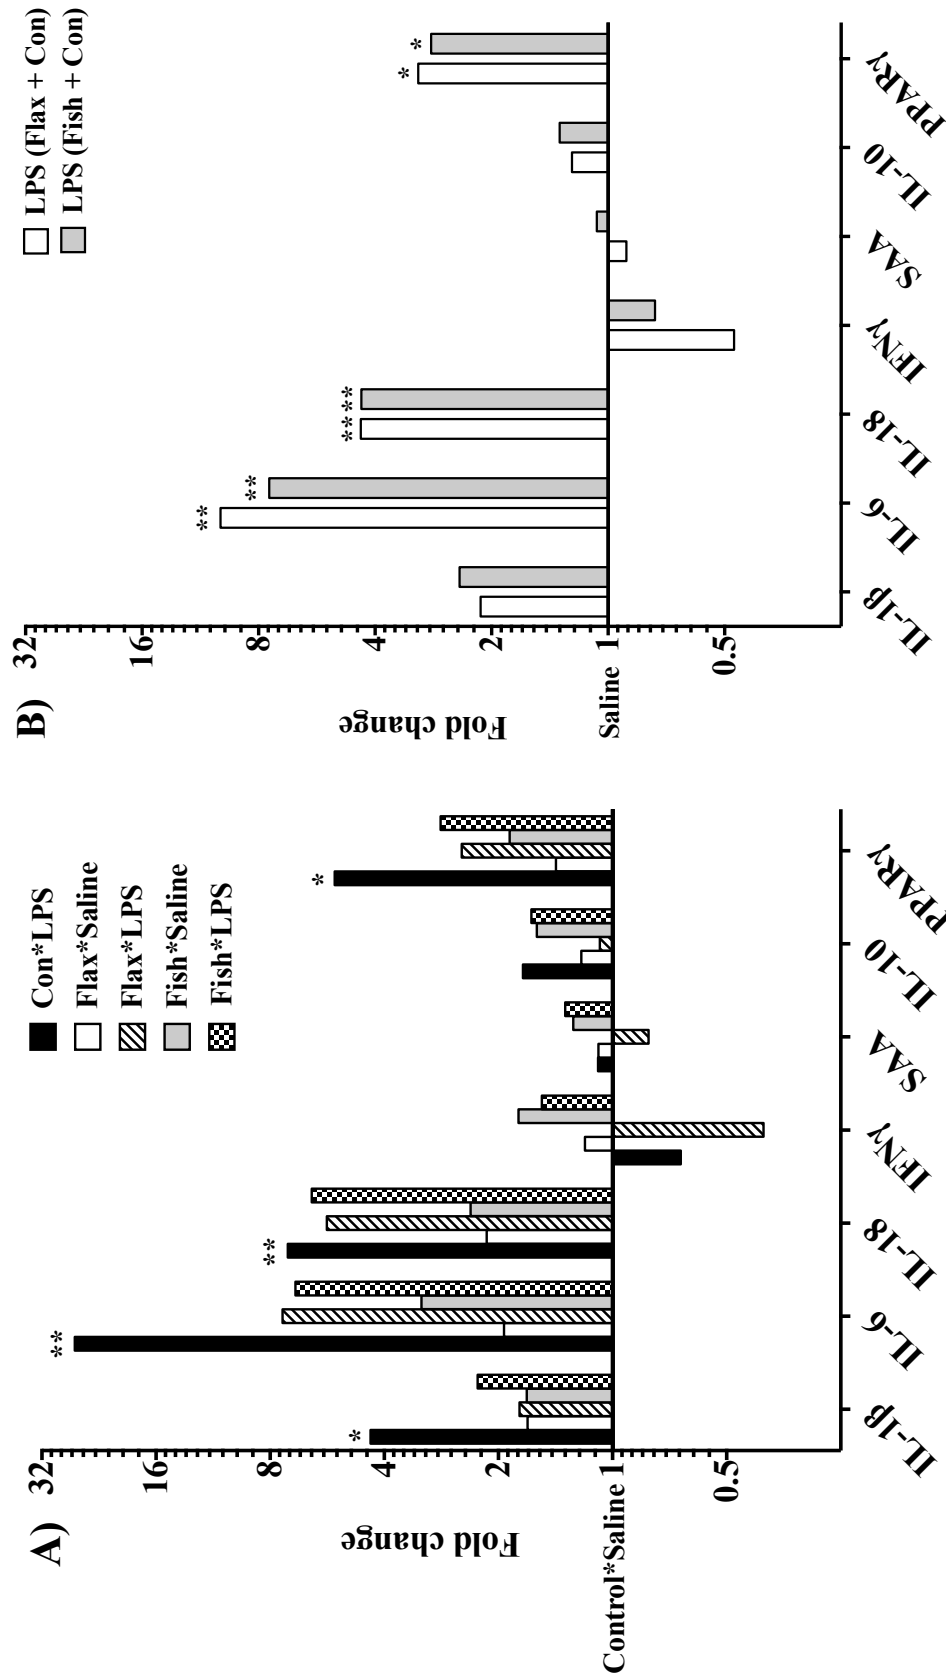 A)
Fold change
32
16
8
4
2
Control*Saline 1
0.5
Con*LPS
Flax*Saline
Flax*LPS
Fish*Saline
Fish*LPS
*
**
**
*
IL-1β
IL-6
IL-18
IFNγ
SAA
IL-10
PPARγ
B)
Fold change
32
16
8
4
2
Saline 1
0.5
LPS (Flax + Con)
LPS (Fish + Con)
**
**
**
**
*
*
IL-1β
IL-6
IL-18
IFNγ
SAA
IL-10
PPARγ